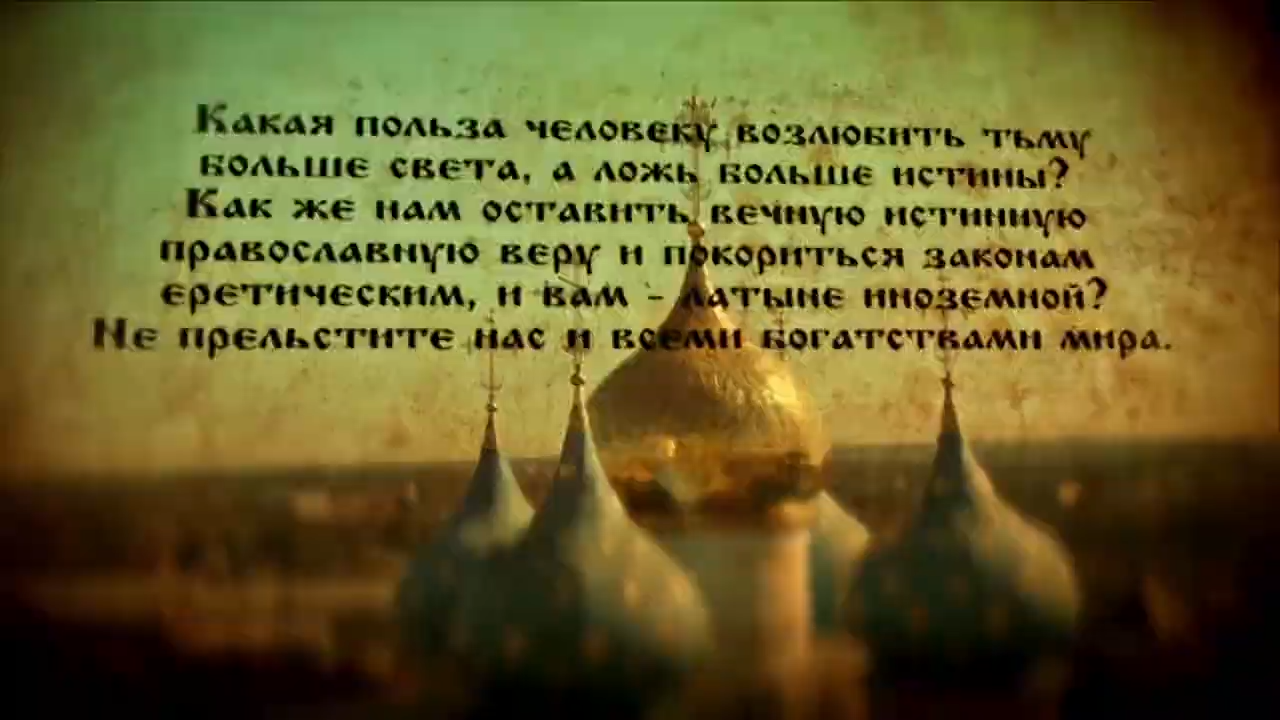 Какая польза человеку возлюбить тьму
больше света, а ложь больше истины?
Как же нам оставить вечную истинную
православную веру и покориться законам
еретическим, и вам - латыне иноземной?
Не прельстите нас и всеми богатствами мира.